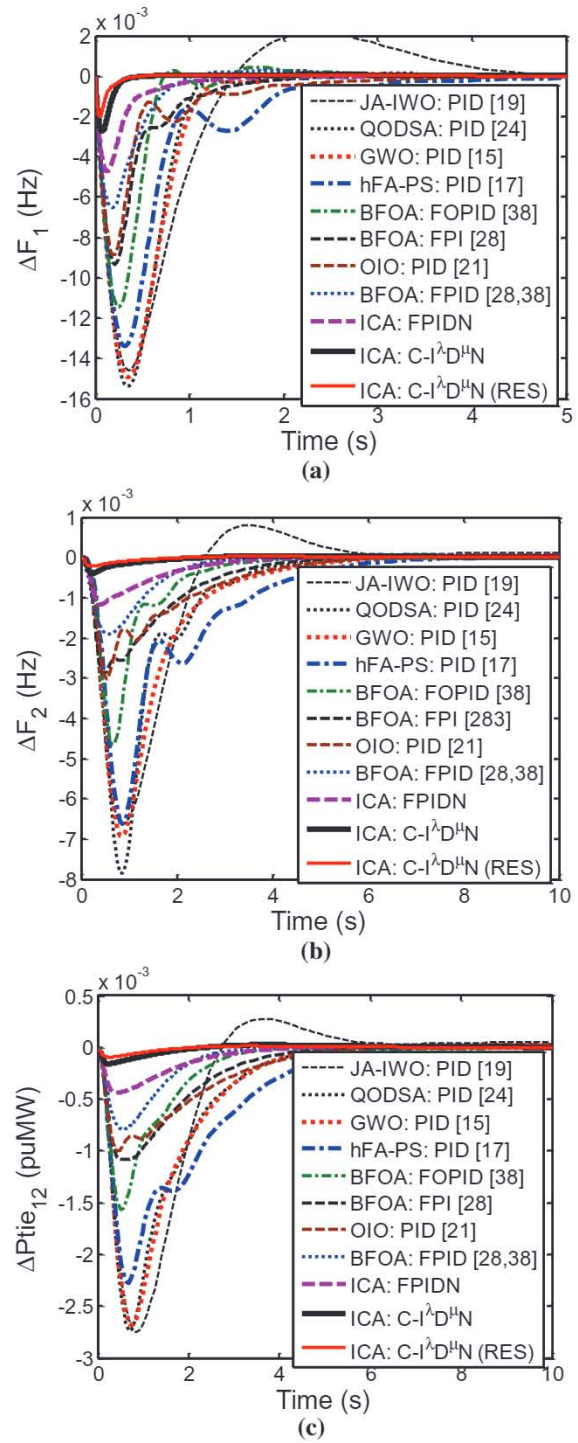 x 10⁻³
2
0
-2
-4
-6
-8
-10
-12
-14
-16
ΔF₁ (Hz)
JA-IWO: PID [19]
QODSA: PID [24]
GWO: PID [15]
hFA-PS: PID [17]
BFOA: FOPID [38]
BFOA: FPI [28]
OIO: PID [21]
BFOA: FPID [28,38]
ICA: FPIDN
ICA: C-I^λD^μN
ICA: C-I^λD^μN (RES)
0 1 2 3 4 5
Time (s)
(a)
x 10⁻³
1
0
-1
-2
-3
-4
-5
-6
-7
-8
ΔF₂ (Hz)
JA-IWO: PID [19]
QODSA: PID [24]
GWO: PID [15]
hFA-PS: PID [17]
BFOA: FOPID [38]
BFOA: FPI [283]
OIO: PID [21]
BFOA: FPID [28,38]
ICA: FPIDN
ICA: C-I^λD^μN
ICA: C-I^λD^μN (RES)
0 2 4 6 8 10
Time (s)
(b)
x 10⁻³
0.5
0
-0.5
-1
-1.5
-2
-2.5
-3
ΔPtie₁₂ (puMW)
JA-IWO: PID [19]
QODSA: PID [24]
GWO: PID [15]
hFA-PS: PID [17]
BFOA: FOPID [38]
BFOA: FPI [28]
OIO: PID [21]
BFOA: FPID [28,38]
ICA: FPIDN
ICA: C-I^λD^μN
ICA: C-I^λD^μN (RES)
0 2 4 6 8 10
Time (s)
(c)